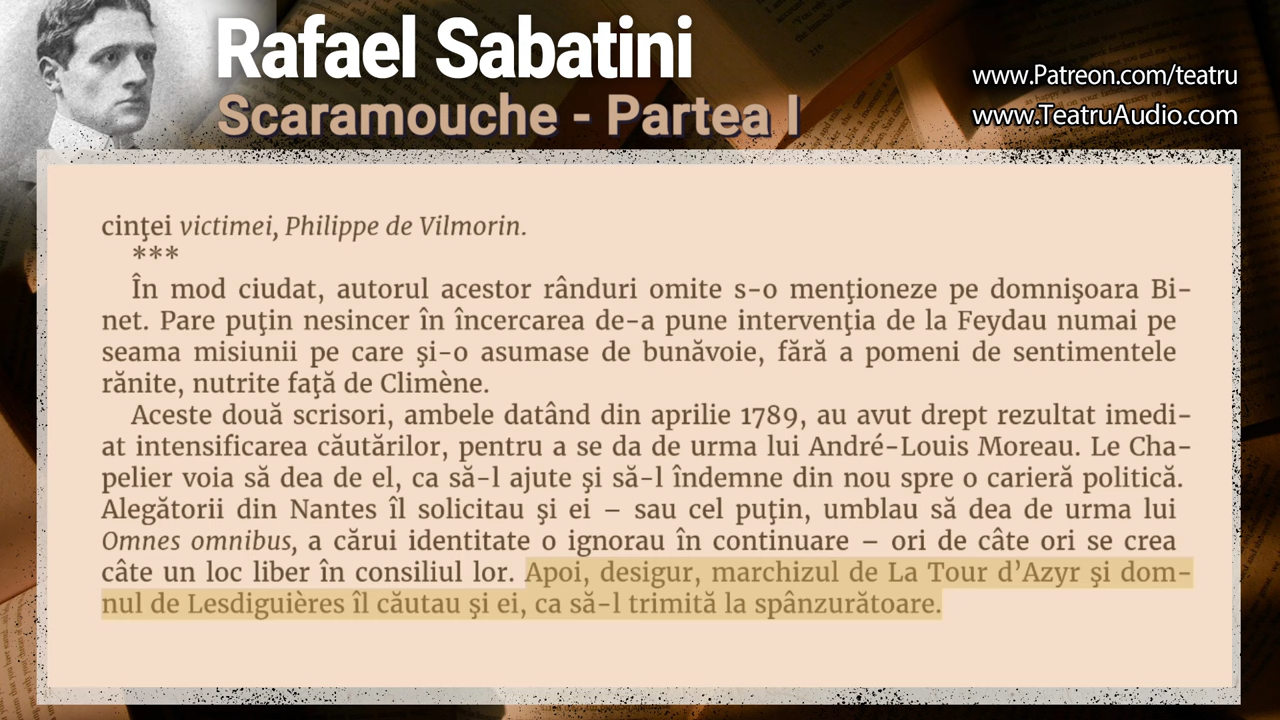 Rafael Sabatini
Scaramouche - Partea I
www.Patreon.com/teatru
www.TeatruAudio.com
cinţei victimei, Philippe de Vilmorin.
***
În mod ciudat, autorul acestor rânduri omite s-o menţioneze pe domnişoara Bi-
net. Pare puţin nesincer în încercarea de-a pune intervenţia de la Feydau numai pe
seama misiunii pe care şi-o asumase de bunăvoie, fără a pomeni de sentimentele
rănite, nutrite faţă de Climène.
Aceste două scrisori, ambele datând din aprilie 1789, au avut drept rezultat imedi-
at intensificarea căutărilor, pentru a se da de urma lui André-Louis Moreau. Le Cha-
pelier voia să dea de el, ca să-l ajute şi să-l îndemne din nou spre o carieră politică.
Alegătorii din Nantes îl solicitau şi ei – sau cel puţin, umblau să dea de urma lui
Omnes omnibus, a cărui identitate o ignorau în continuare – ori de câte ori se crea
câte un loc liber în consiliul lor. Apoi, desigur, marchizul de La Tour d’Azyr şi dom-
nul de Lesdiguières îl căutau şi ei, ca să-l trimită la spânzurătoare.